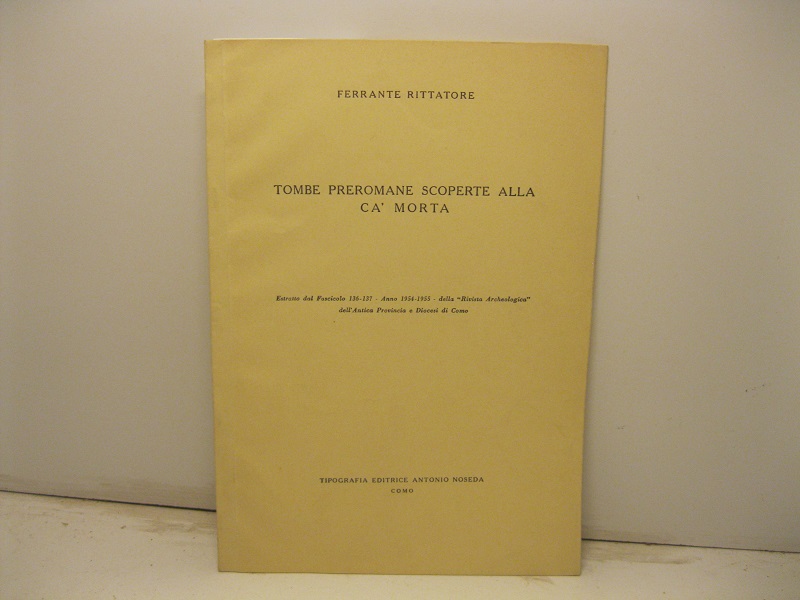 FERRANTE RITTATORE
TOMBE PREROMANE SCOPERTE ALLA
CA' MORTA
Estratto dal Fascicolo 136-137 - Anno 1954-1955 - della "Rivista Archeologica"
dell'Antica Provincia e Diocesi di Como
TIPOGRAFIA EDITRICE ANTONIO NOSEDA
COMO